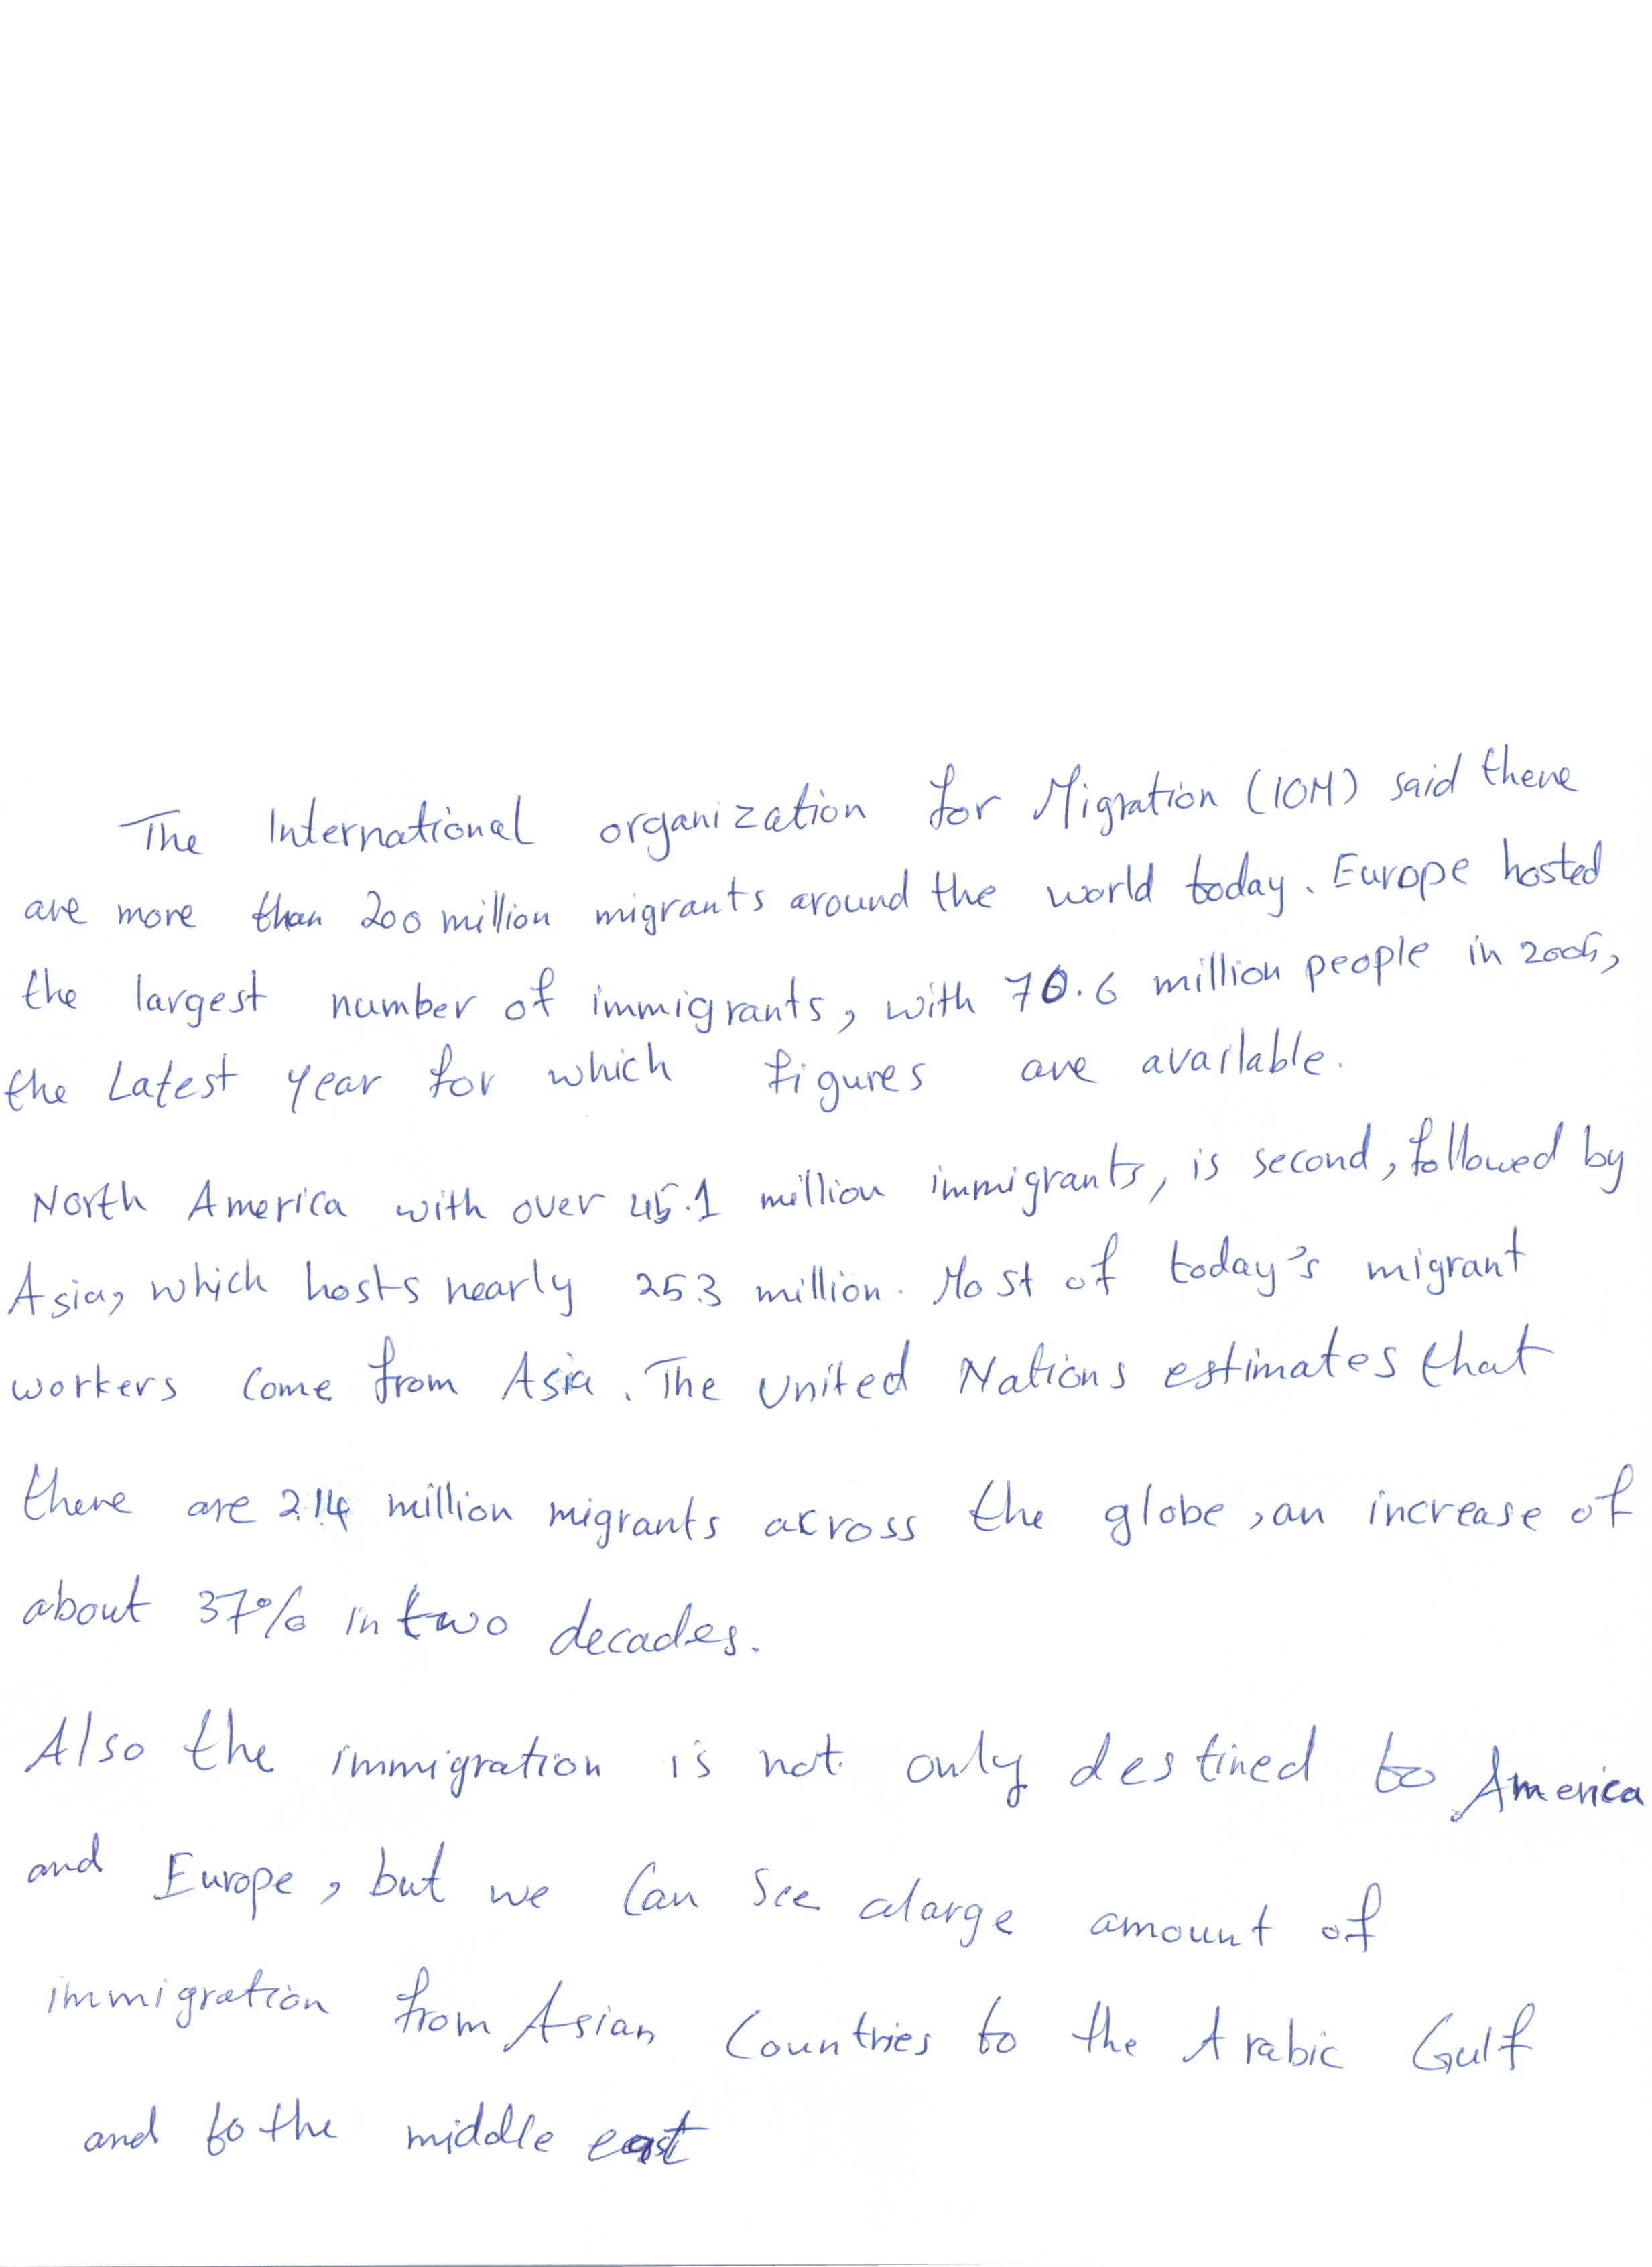 The International organization for Migration (IOM) said there
are more than 200 million migrants around the world today. Europe hosted
the largest number of immigrants, with 70.6 million people in 2005,
the Latest year for which figures are available.
North America with over 45.1 million immigrants, is second, followed by
Asia, which hosts nearly 25.3 million. Most of today's migrant
workers come from Asia. The United Nations estimates that
there are 214 million migrants across the globe, an increase of
about 37% in two decades.
Also the immigration is not only destined to America
and Europe, but we can see alarge amount of
immigration from Asian Countries to the Arabic Gulf
and to the middle east